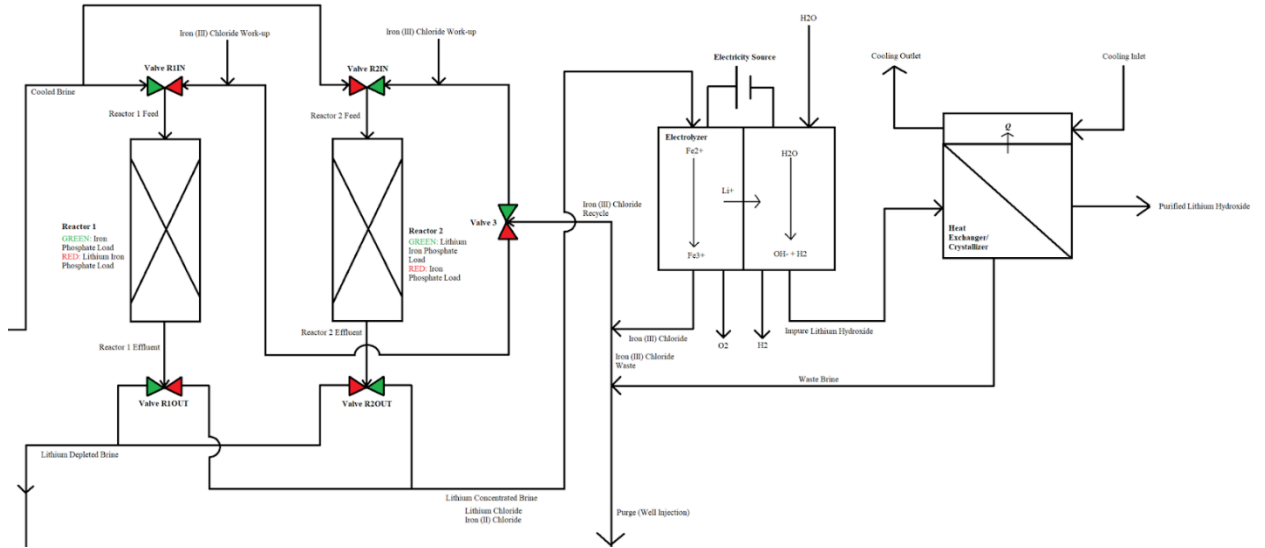 Iron (III) Chloride Work-up
Iron (III) Chloride Work-up
H2O
Cooling Outlet
Cooling Inlet
Electricity Source
Valve R1IN
Valve R2IN
Cooled Brine
Reactor 1 Feed
Reactor 2 Feed
Electrolyzer
Fe2+
H2O
Li+
Fe3+
OH- + H2
Q
Heat
Exchanger/
Crystallizer
Purified Lithium Hydroxide
Iron (III) Chloride
Recycle
Valve 3
Reactor 1
GREEN: Iron
Phosphate Load
RED: Lithium Iron
Phosphate Load
Reactor 2
GREEN: Lithium
Iron Phosphate
Load
RED: Iron
Phosphate Load
Reactor 1 Effluent
Reactor 2 Effluent
Iron (III) Chloride
O2
H2
Impure Lithium Hydroxide
Iron (III) Chloride
Waste
Waste Brine
Valve R1OUT
Valve R2OUT
Lithium Depleted Brine
Lithium Concentrated Brine
Lithium Chloride
Iron (II) Chloride
Purge (Well Injection)